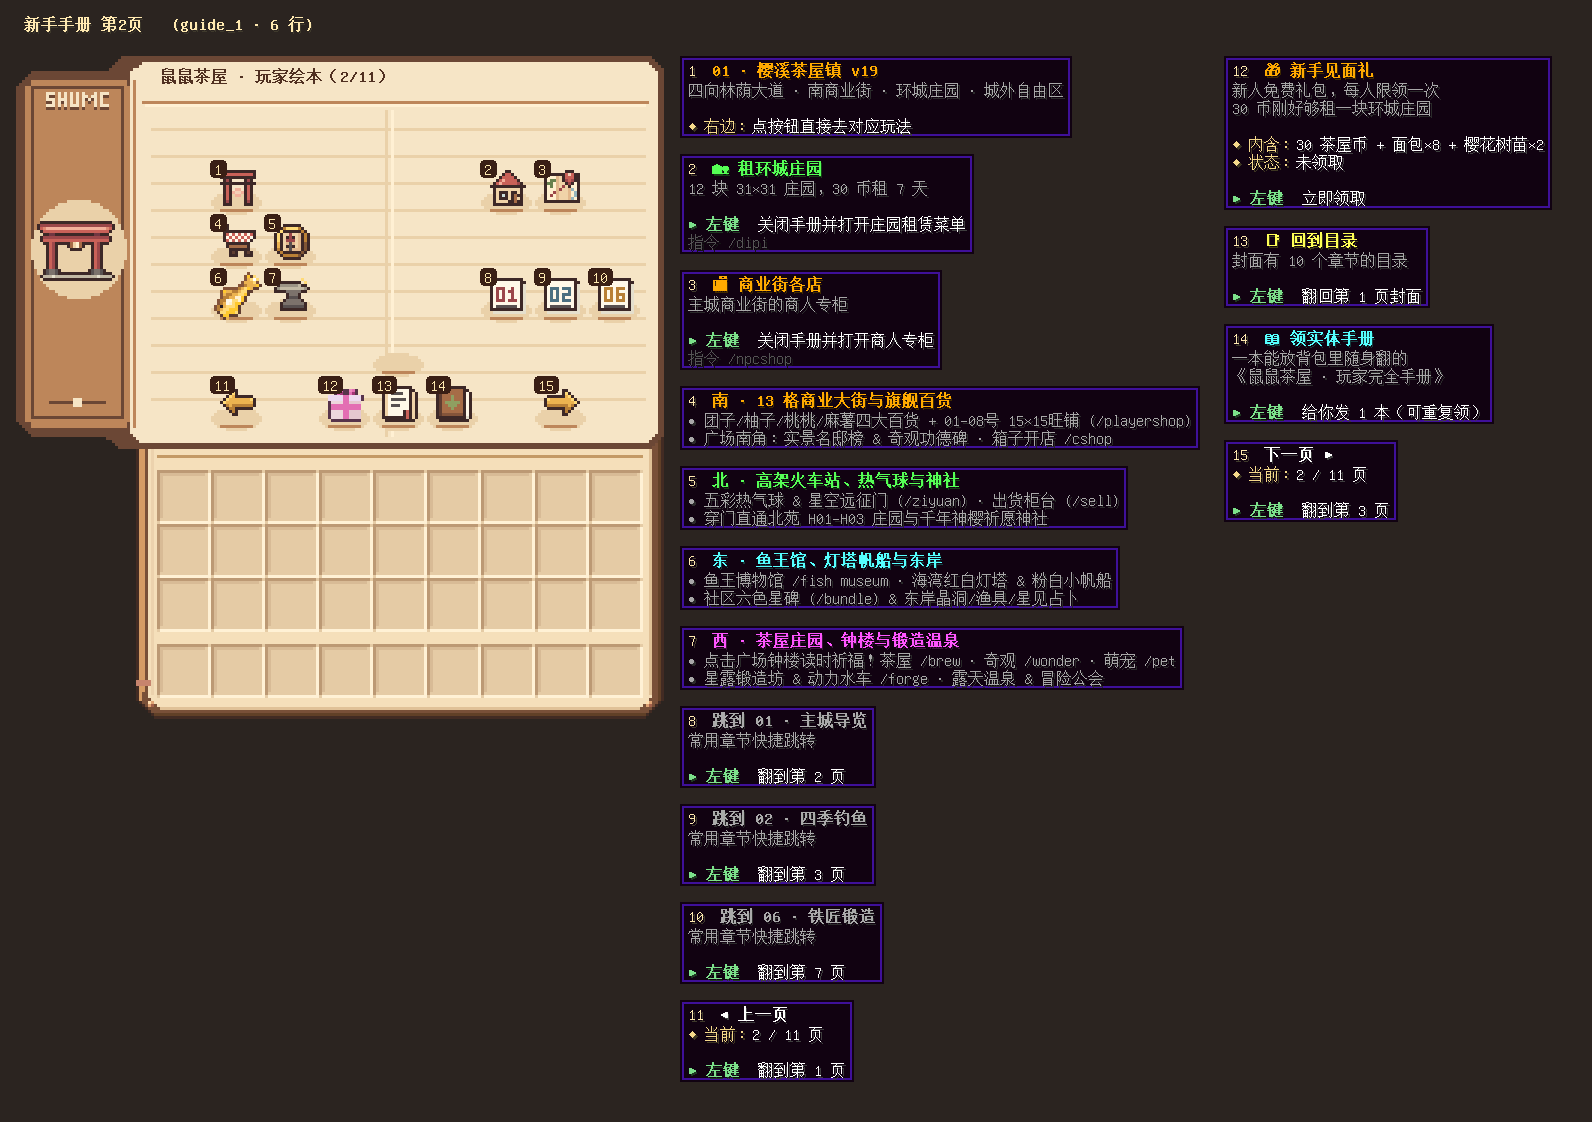 新手手册 第2页 (guide_1 · 6 行)
SHUMC
鼠鼠茶屋 · 玩家绘本 (2/11)
1
2
3
4
5
6
7
8
9
10
01
02
06
11
12
13
14
15
1 01 · 樱溪茶屋镇 v19
四向林荫大道 · 南商业街 · 环城庄园 · 城外自由区
◆ 右边: 点按钮直接去对应玩法
2 🏡 租环城庄园
12 块 31×31 庄园, 30 币租 7 天
▶ 左键 关闭手册并打开庄园租赁菜单
指令 /dipi
3 商业街各店
主城商业街的商人专柜
▶ 左键 关闭手册并打开商人专柜
指令 /npcshop
4 南 · 13 格商业大街与旗舰百货
• 团子/柚子/桃桃/麻薯四大百货 + 01-08号 15×15旺铺 (/playershop)
• 广场南角: 实景名邸榜 & 奇观功德碑 · 箱子开店 /cshop
5 北 · 高架火车站、热气球与神社
• 五彩热气球 & 星空远征门 (/ziyuan) · 出货柜台 (/sell)
• 穿门直通北苑 H01-H03 庄园与千年神樱祈愿神社
6 东 · 鱼王馆、灯塔帆船与东岸
• 鱼王博物馆 /fish museum · 海湾红白灯塔 & 粉白小帆船
• 社区六色星碑 (/bundle) & 东岸晶洞/渔具/星见占卜
7 西 · 茶屋庄园、钟楼与锻造温泉
• 点击广场钟楼读时祈福! 茶屋 /brew · 奇观 /wonder · 萌宠 /pet
• 星露锻造坊 & 动力水车 /forge · 露天温泉 & 冒险公会
8 跳到 01 · 主城导览
常用章节快捷跳转
▶ 左键 翻到第 2 页
9 跳到 02 · 四季钓鱼
常用章节快捷跳转
▶ 左键 翻到第 3 页
10 跳到 06 · 铁匠锻造
常用章节快捷跳转
▶ 左键 翻到第 7 页
11 ◀ 上一页
◆ 当前: 2 / 11 页
▶ 左键 翻到第 1 页
12 🎁 新手见面礼
新人免费礼包, 每人限领一次
30 币刚好够租一块环城庄园
◆ 内含: 30 茶屋币 + 面包×8 + 樱花树苗×2
◆ 状态: 未领取
▶ 左键 立即领取
13 回到目录
封面有 10 个章节的目录
▶ 左键 翻回第 1 页封面
14 📖 领实体手册
一本能放背包里随身翻的
《鼠鼠茶屋 · 玩家完全手册》
▶ 左键 给你发 1 本 (可重复领)
15 下一页 ▶
◆ 当前: 2 / 11 页
▶ 左键 翻到第 3 页